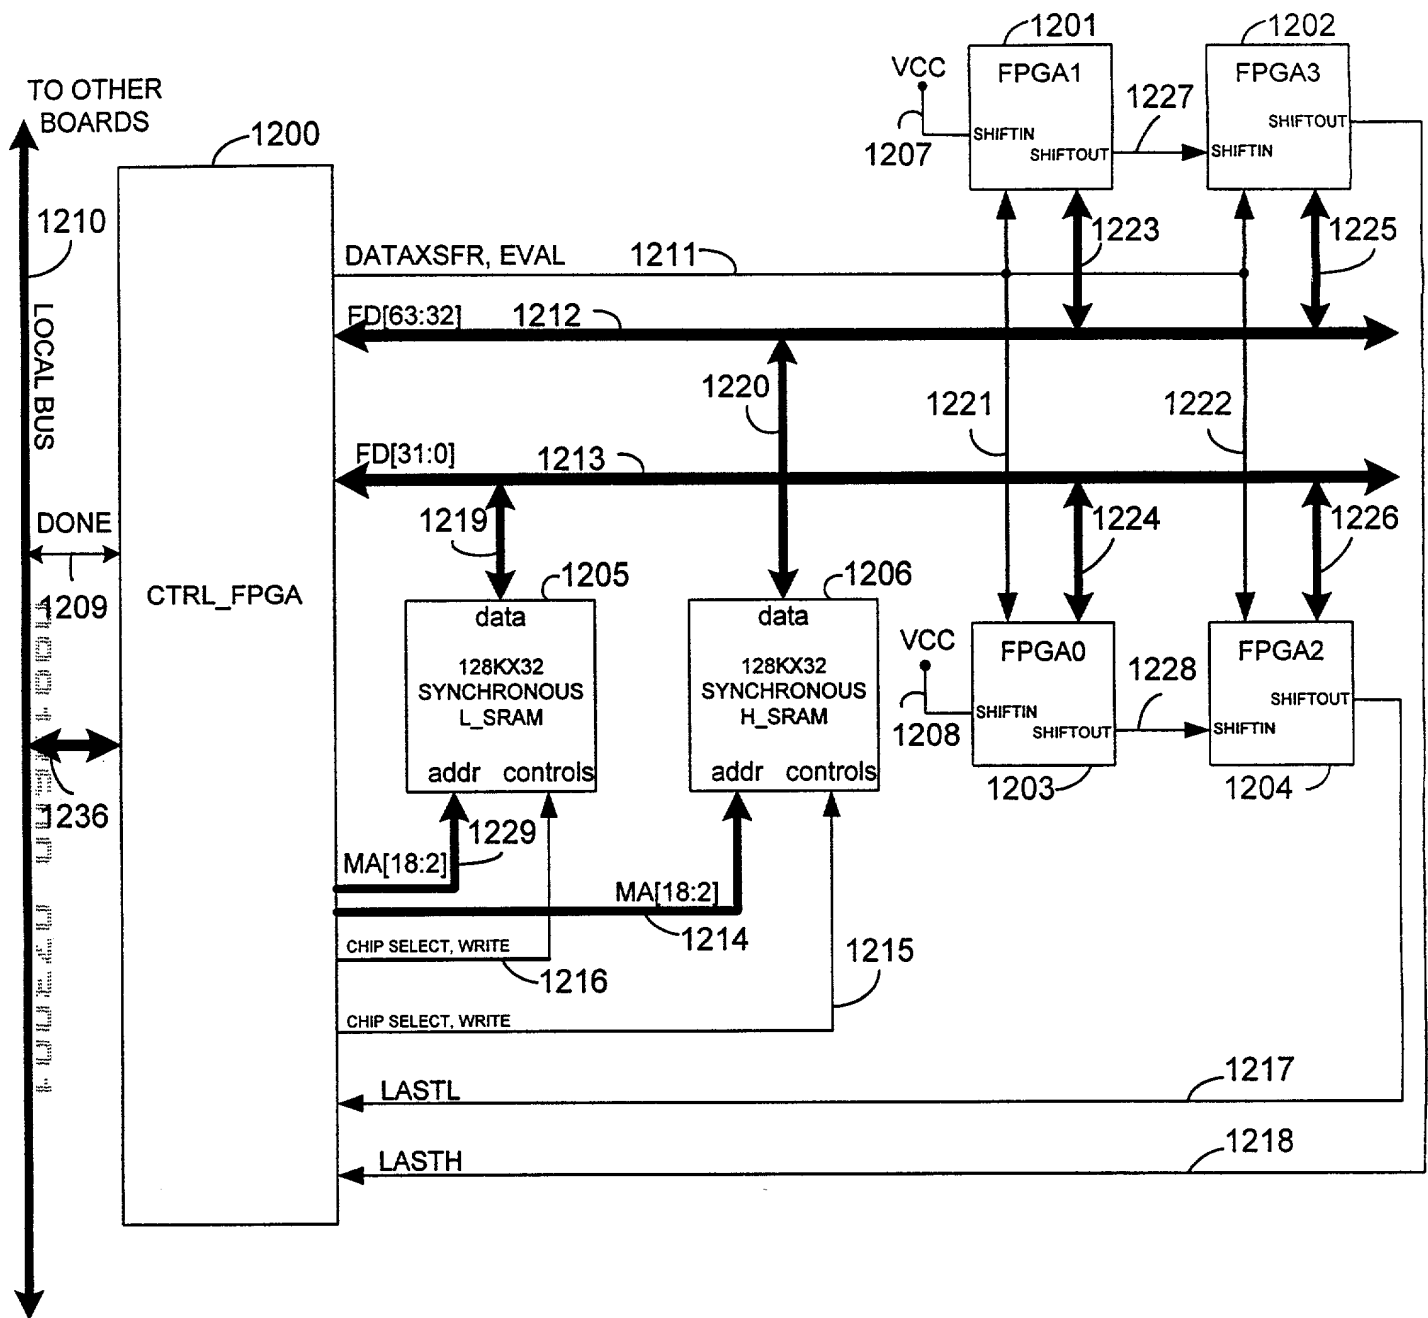 TO OTHER
BOARDS
1200
1210
LOCAL BUS
DONE
1209
1236
CTRL_FPGA
DATAXSFR, EVAL
1211
FD[63:32]
1212
FD[31:0]
1213
1219
1220
1205
data
128KX32
SYNCHRONOUS
L_SRAM
addr controls
1206
data
128KX32
SYNCHRONOUS
H_SRAM
addr controls
MA[18:2]
1229
MA[18:2]
1214
CHIP SELECT, WRITE
1216
CHIP SELECT, WRITE
1215
LASTL
1217
LASTH
1218
1201
FPGA1
SHIFTIN
SHIFTOUT
VCC
1207
1227
1202
FPGA3
SHIFTOUT
SHIFTIN
1223
1225
1221
1222
1224
1226
VCC
1208
FPGA0
SHIFTIN
SHIFTOUT
1203
1228
FPGA2
SHIFTOUT
SHIFTIN
1204